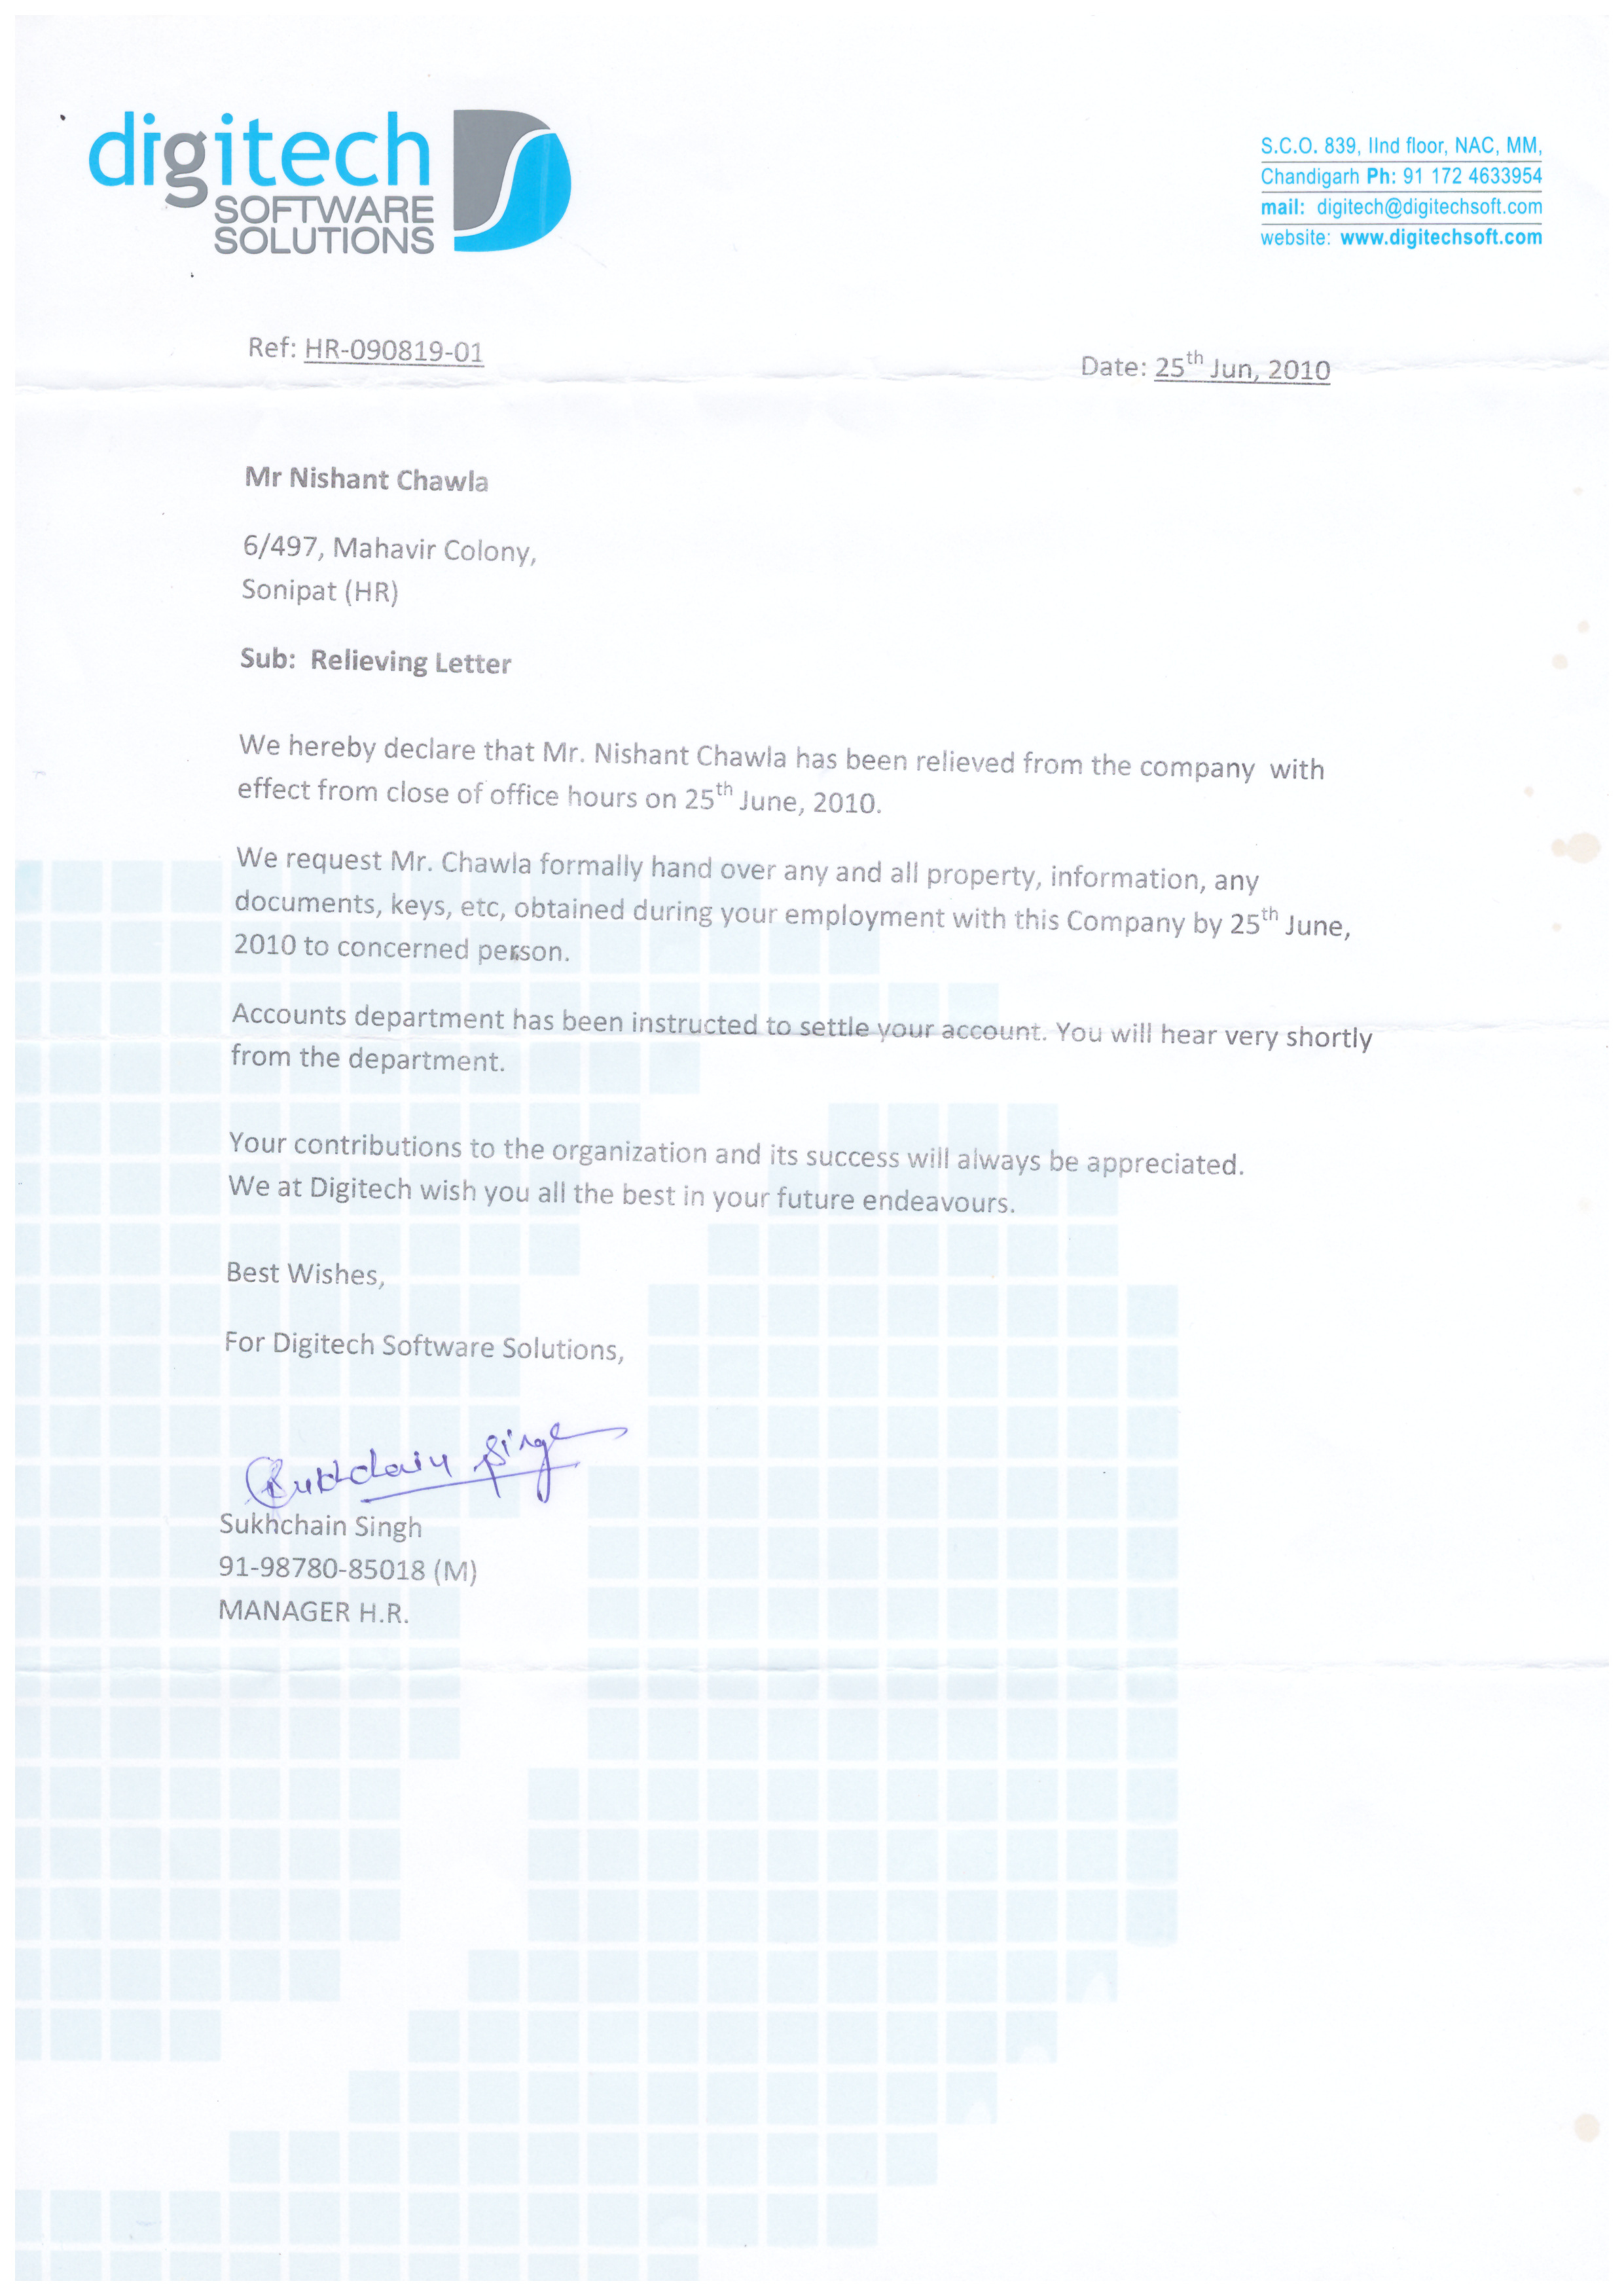 digitech
SOFTWARE
SOLUTIONS
S.C.O. 839, IInd floor, NAC, MM,
Chandigarh Ph: 91 172 4633954
mail: digitech@digitechsoft.com
website: www.digitechsoft.com
Ref: HR-090819-01
Date: 25th Jun, 2010
Mr Nishant Chawla
6/497, Mahavir Colony,
Sonipat (HR)
Sub: Relieving Letter
We hereby declare that Mr. Nishant Chawla has been relieved from the company with
effect from close of office hours on 25th June, 2010.
We request Mr. Chawla formally hand over any and all property, information, any
documents, keys, etc, obtained during your employment with this Company by 25th June,
2010 to concerned person.
Accounts department has been instructed to settle your account. You will hear very shortly
from the department.
Your contributions to the organization and its success will always be appreciated.
We at Digitech wish you all the best in your future endeavours.
Best Wishes,
For Digitech Software Solutions,
Sukhchain Singh
Sukhchain Singh
91-98780-85018 (M)
MANAGER H.R.